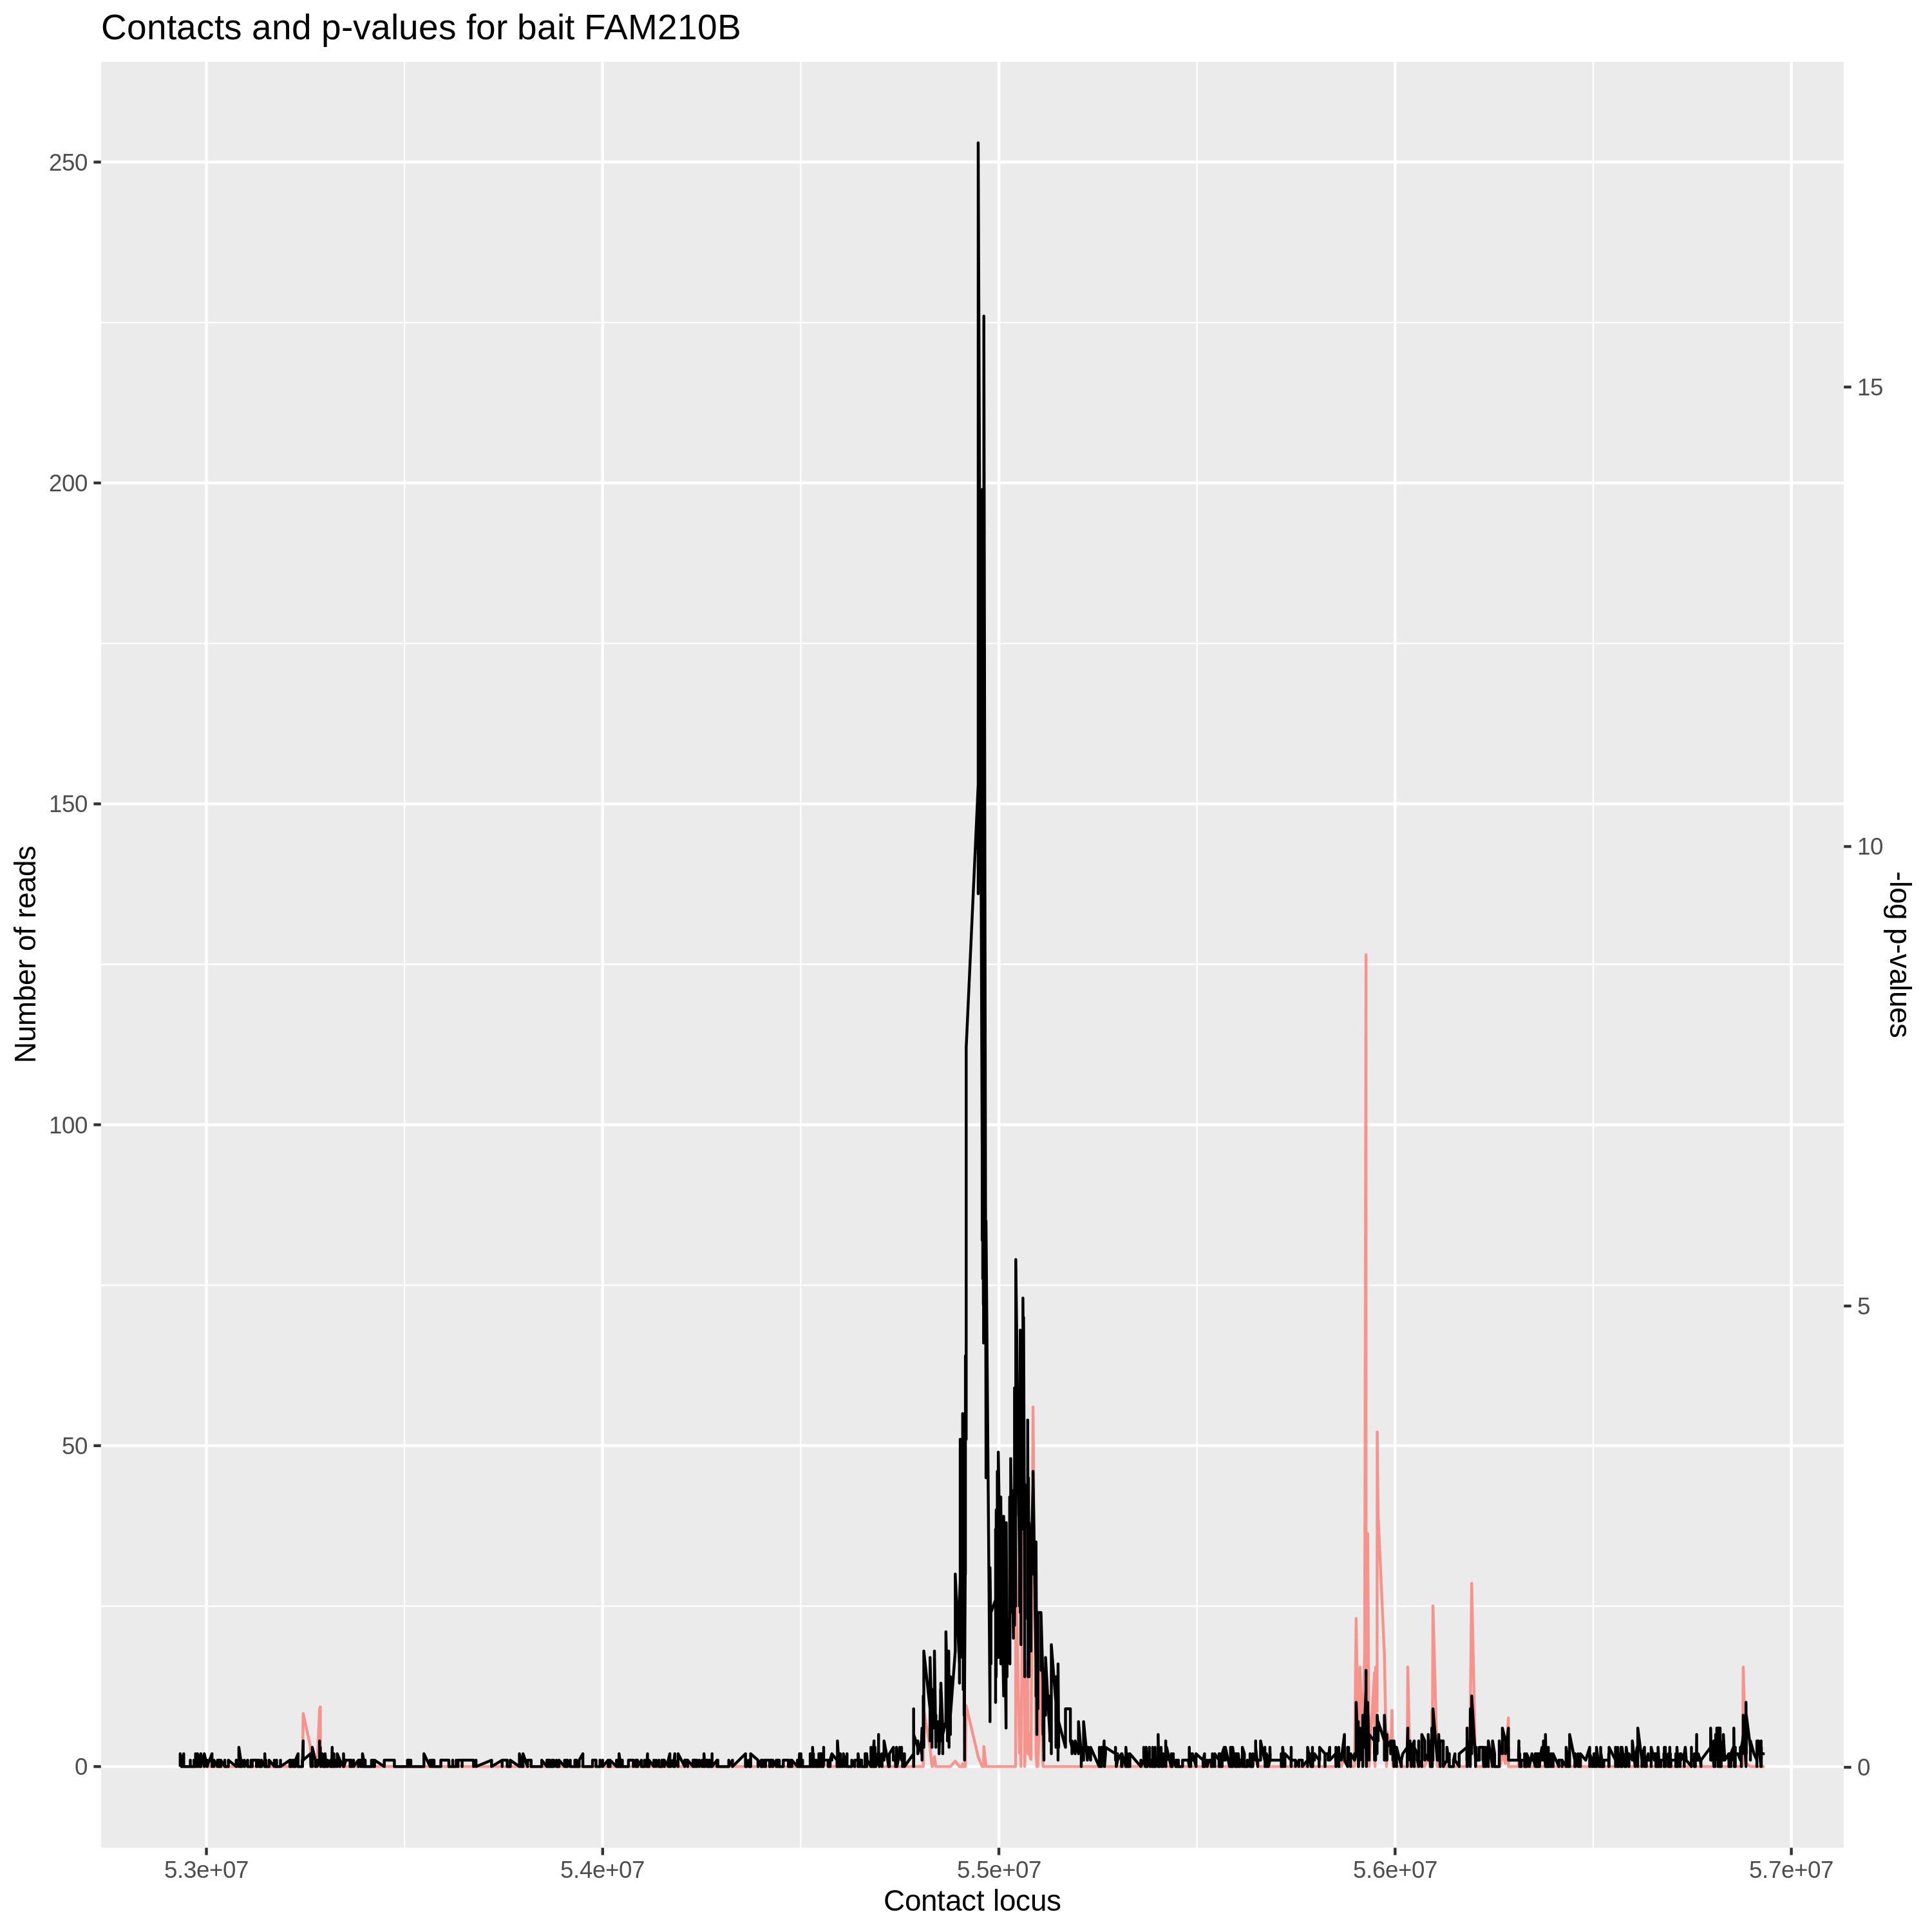 Contacts and p-values for bait FAM210B
250
200
150
100
50
0
Number of reads
15
10
5
0
-log p-values
5.3e+07 5.4e+07 5.5e+07 5.6e+07 5.7e+07
Contact locus